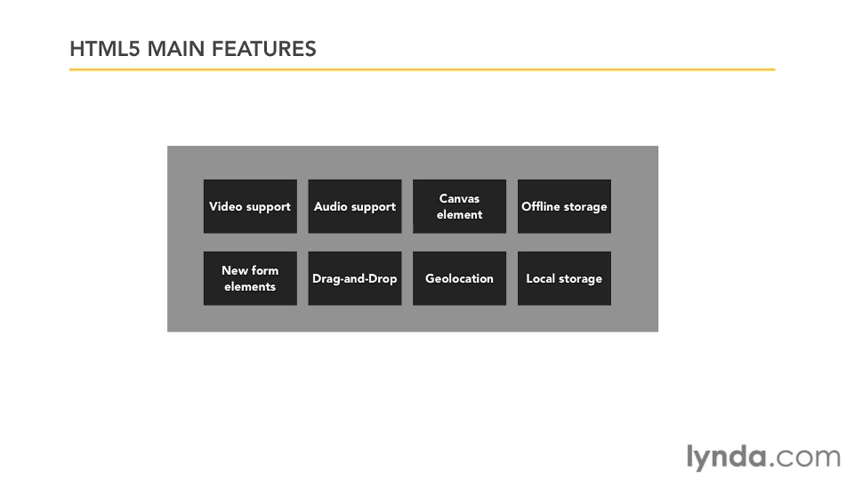 HTML5 MAIN FEATURES
Video support
Audio support
Canvas
element
Offline storage
New form
elements
Drag-and-Drop
Geolocation
Local storage
lynda.com